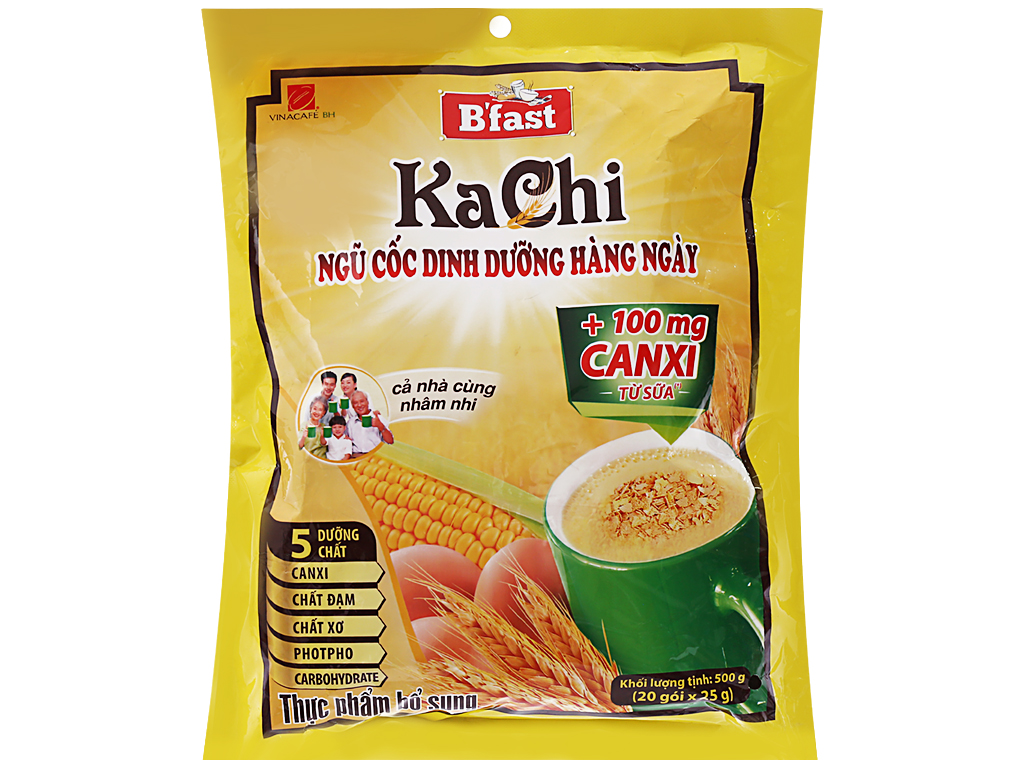 VINACAFÉ BH
B'fast
KaChi
NGŨ CỐC DINH DƯỠNG HÀNG NGÀY
+ 100 mg
CANXI
TỪ SỮA(*)
cả nhà cùng
nhâm nhi
5 DƯỠNG
CHẤT
CANXI
CHẤT ĐẠM
CHẤT XƠ
PHOTPHO
CARBOHYDRATE
Thực phẩm bổ sung
Khối lượng tịnh: 500 g
(20 gói x 25 g)